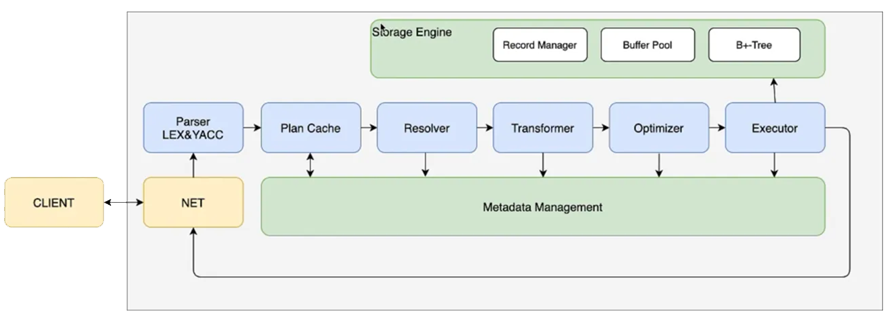 Storage Engine
Record Manager
Buffer Pool
B+-Tree
Parser
LEX&YACC
Plan Cache
Resolver
Transformer
Optimizer
Executor
CLIENT
NET
Metadata Management